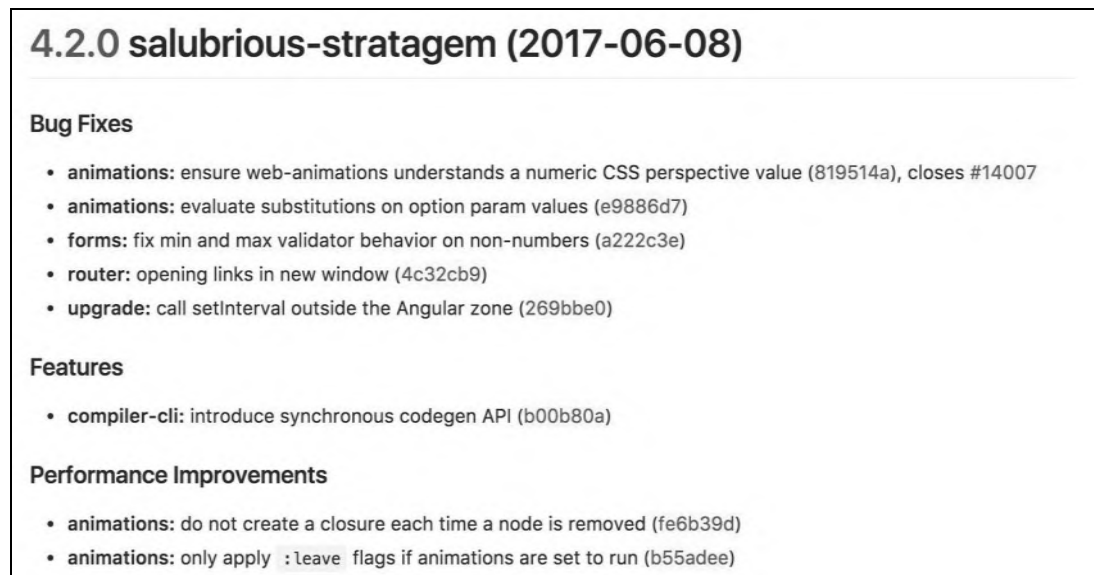 4.2.0 salubrious-stratagem (2017-06-08)
Bug Fixes
• animations: ensure web-animations understands a numeric CSS perspective value (819514a), closes #14007
• animations: evaluate substitutions on option param values (e9886d7)
• forms: fix min and max validator behavior on non-numbers (a222c3e)
• router: opening links in new window (4c32cb9)
• upgrade: call setInterval outside the Angular zone (269bbe0)
Features
• compiler-cli: introduce synchronous codegen API (b00b80a)
Performance Improvements
• animations: do not create a closure each time a node is removed (fe6b39d)
• animations: only apply :leave flags if animations are set to run (b55adee)